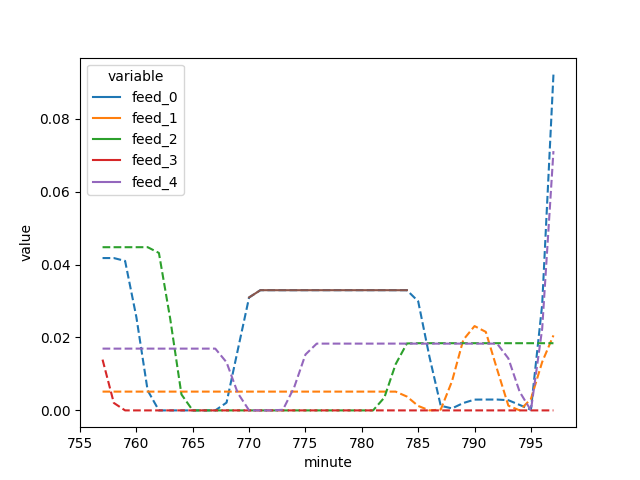 variable
feed_0
feed_1
feed_2
feed_3
feed_4
value
0.08
0.06
0.04
0.02
0.00
755 760 765 770 775 780 785 790 795
minute